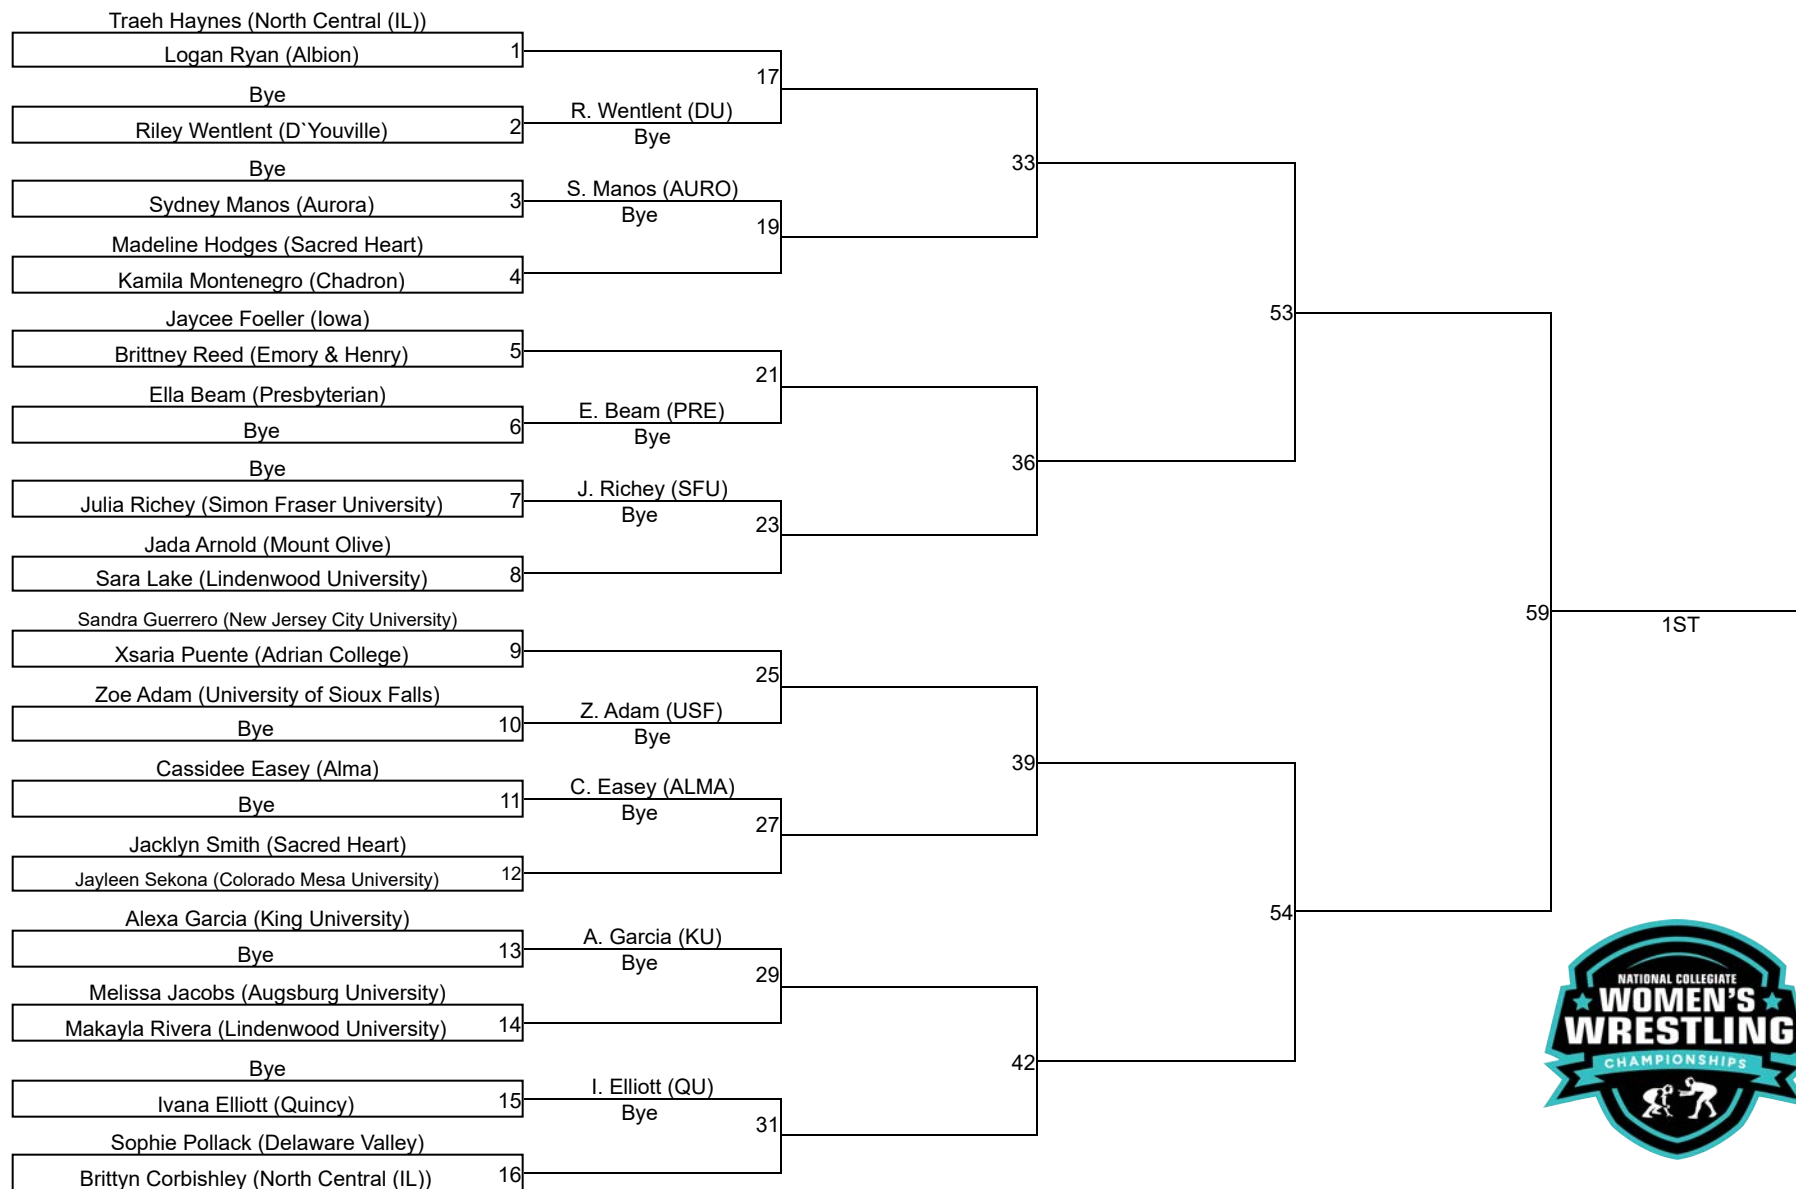 Traeh Haynes (North Central (IL))
Logan Ryan (Albion) 1
17
Bye
R. Wentlent (DU)
Riley Wentlent (D`Youville) 2
Bye
33
Bye
S. Manos (AURO)
Sydney Manos (Aurora) 3
Bye
19
Madeline Hodges (Sacred Heart)
Kamila Montenegro (Chadron) 4
53
Jaycee Foeller (Iowa)
Brittney Reed (Emory & Henry) 5
21
Ella Beam (Presbyterian)
E. Beam (PRE)
Bye 6
Bye
36
Bye
J. Richey (SFU)
Julia Richey (Simon Fraser University) 7
Bye
23
Jada Arnold (Mount Olive)
Sara Lake (Lindenwood University) 8
59
1ST
Sandra Guerrero (New Jersey City University)
Xsaria Puente (Adrian College) 9
25
Zoe Adam (University of Sioux Falls)
Z. Adam (USF)
Bye 10
Bye
39
Cassidee Easey (Alma)
C. Easey (ALMA)
Bye 11
Bye
27
Jacklyn Smith (Sacred Heart)
Jayleen Sekona (Colorado Mesa University) 12
54
Alexa Garcia (King University)
A. Garcia (KU)
Bye 13
Bye
29
Melissa Jacobs (Augsburg University)
Makayla Rivera (Lindenwood University) 14
42
Bye
I. Elliott (QU)
Ivana Elliott (Quincy) 15
Bye
31
Sophie Pollack (Delaware Valley)
Brittyn Corbishley (North Central (IL)) 16
NATIONAL COLLEGIATE
WOMEN'S
WRESTLING
CHAMPIONSHIPS